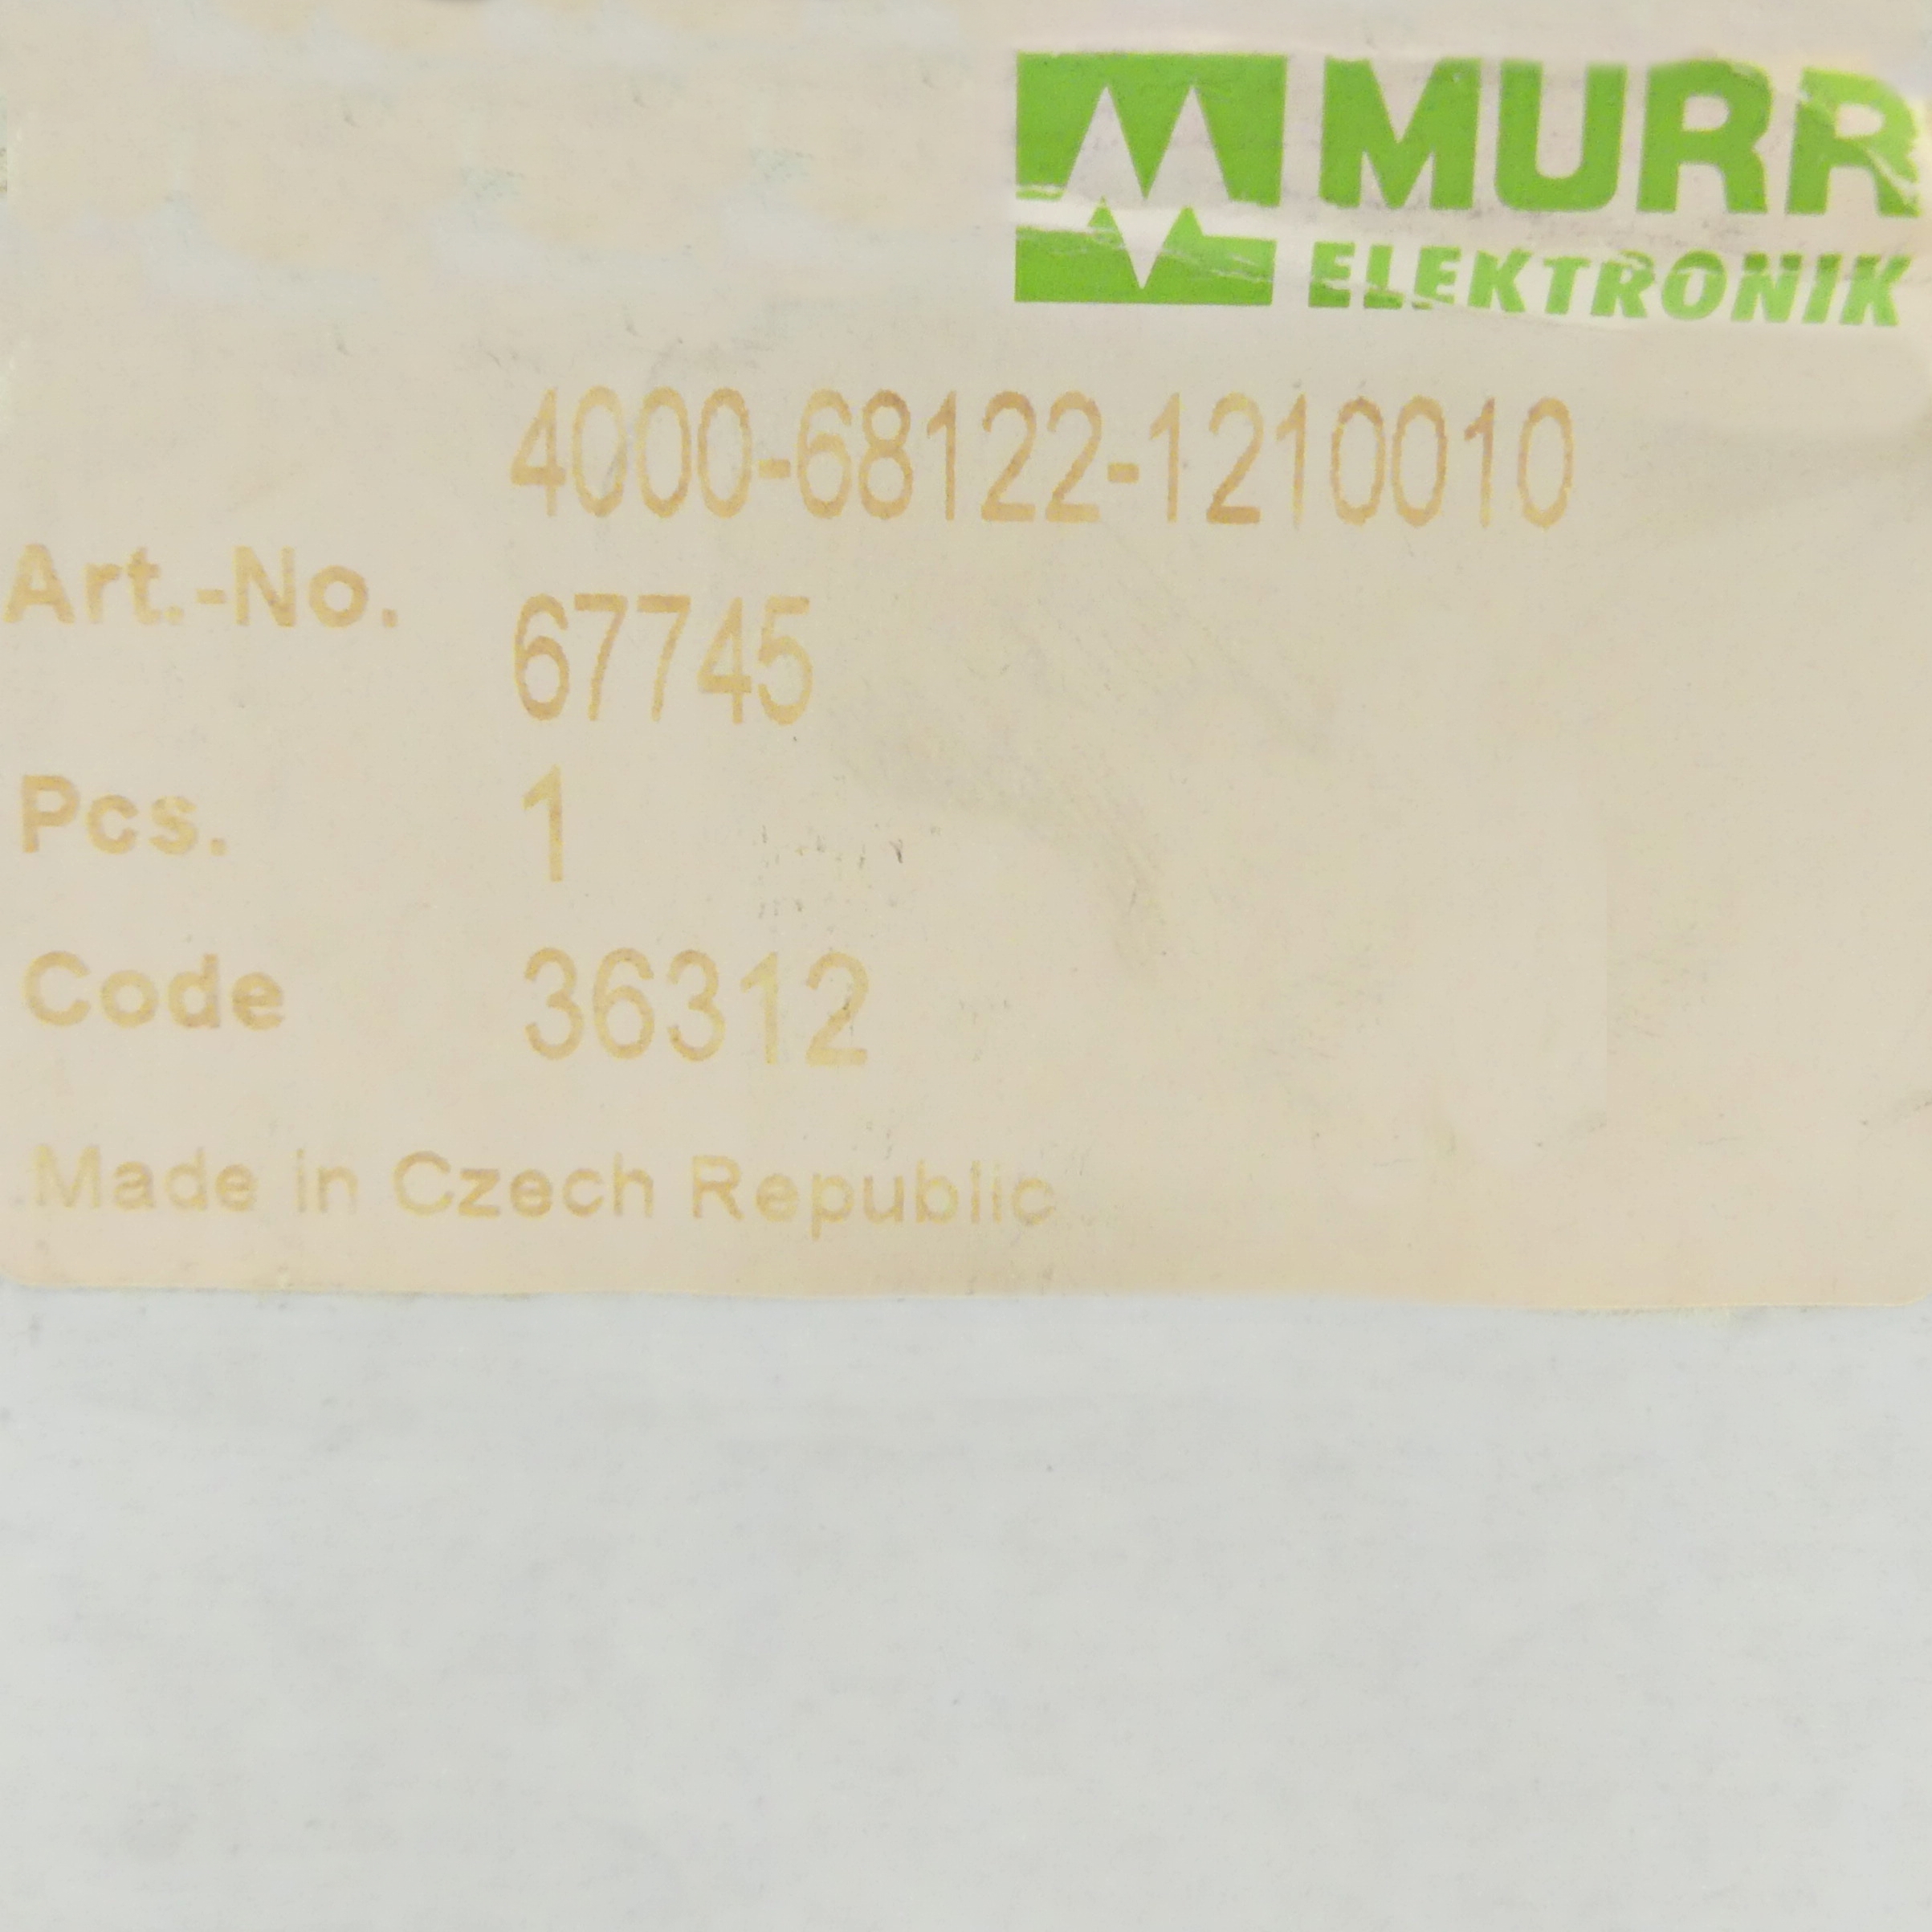 MURR
ELEKTRONIK
4000-68122-1210010
Art.-No.
67745
Pcs. 1
Code 36312
Made in Czech Republic